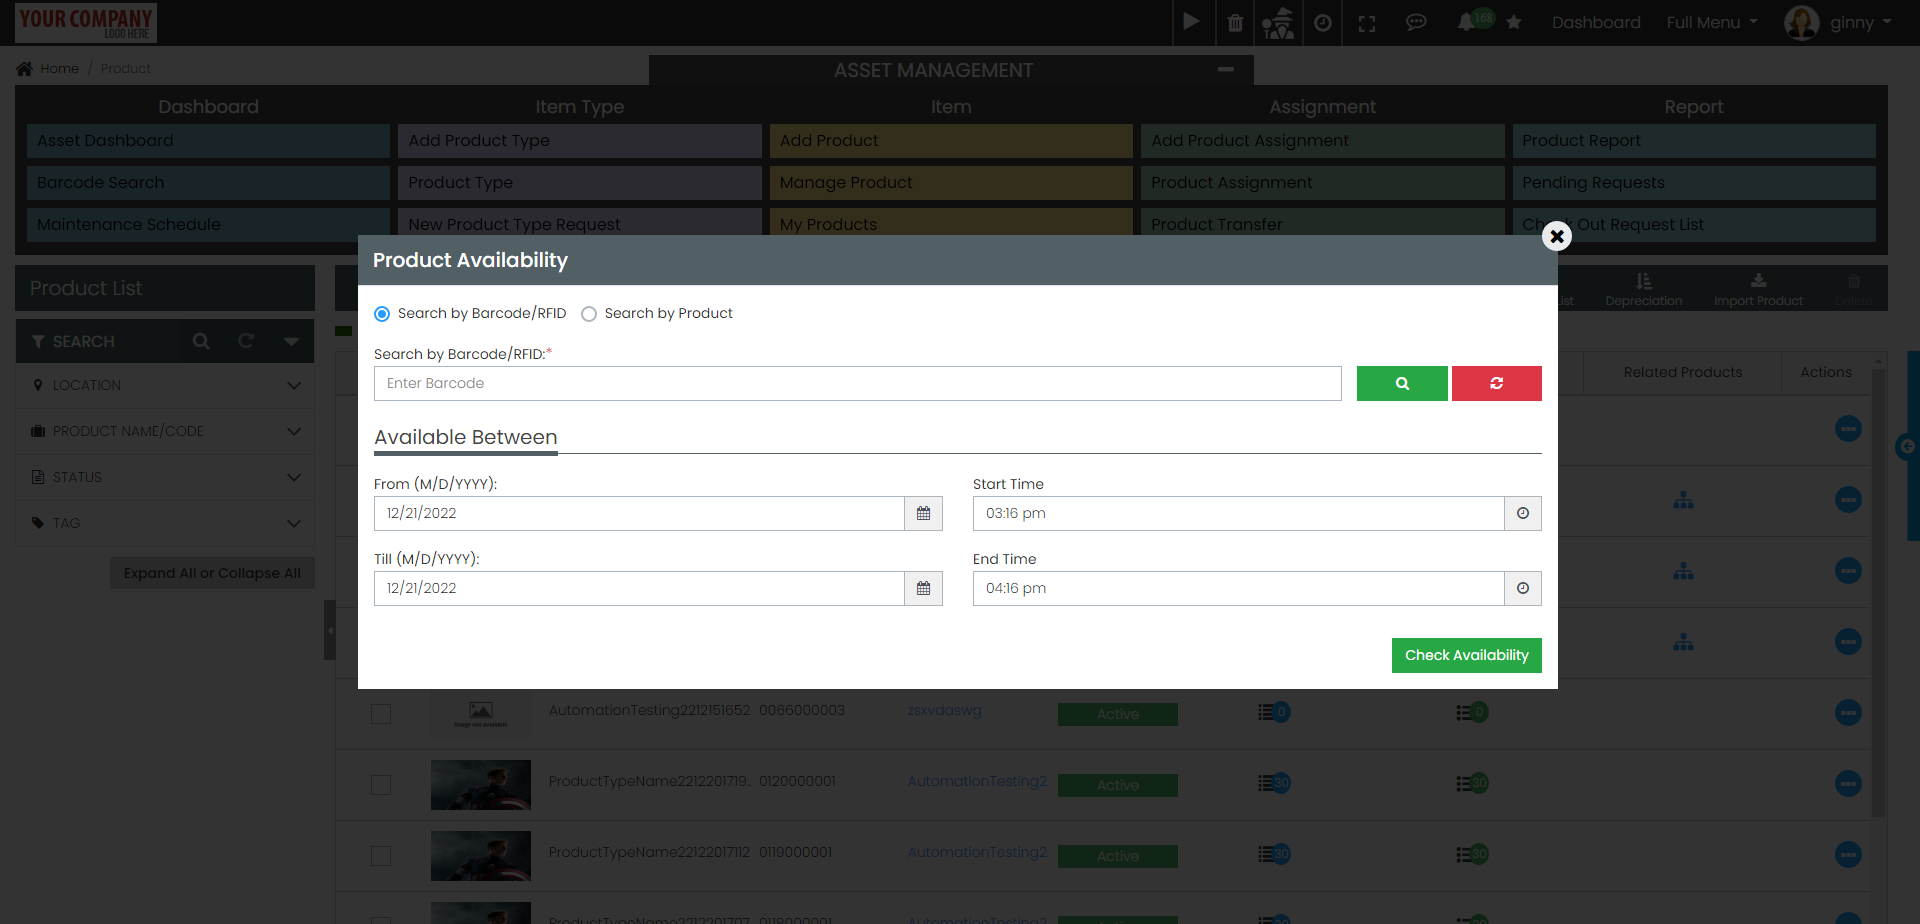 YOUR COMPANY
LOGO HERE
168
Dashboard
Full Menu
ginny
Home / Product
ASSET MANAGEMENT
Dashboard
Item Type
Item
Assignment
Report
Asset Dashboard
Add Product Type
Add Product
Add Product Assignment
Product Report
Barcode Search
Product Type
Manage Product
Product Assignment
Pending Requests
Maintenance Schedule
New Product Type Request
My Products
Product Transfer
Out Request List
Product Availability
Product List
Depreciation
Import Product
Delete
SEARCH
LOCATION
PRODUCT NAME/CODE
STATUS
TAG
Expand All or Collapse All
Search by Barcode/RFID
Search by Product
Search by Barcode/RFID:*
Enter Barcode
Related Products
Actions
Available Between
From (M/D/YYYY):
Start Time
12/21/2022
03:16 pm
Till (M/D/YYYY):
End Time
12/21/2022
04:16 pm
Check Availability
AutomationTesting2212151652
0066000003
zsxvdaswg
Active
0
0
Image not available
ProductTypeName2212201719..
0120000001
AutomationTesting2
Active
30
30
ProductTypeName22122017112
0119000001
AutomationTesting2
Active
30
30
ProductTypeName2212201707
0118000001
AutomationTesting2
Active